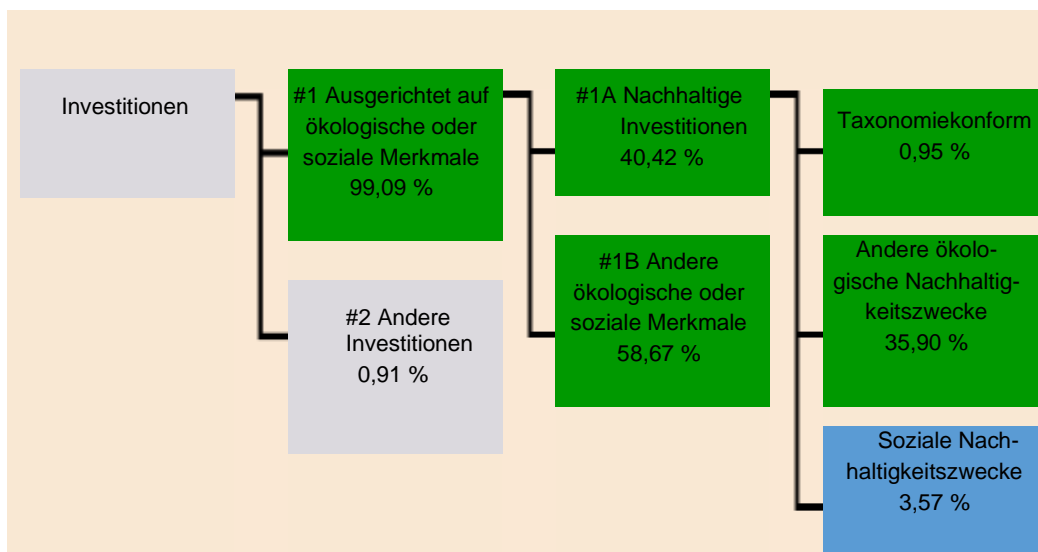 Investitionen
#1 Ausgerichtet auf
ökologische oder
soziale Merkmale
99,09 %
#2 Andere
Investitionen
0,91 %
#1A Nachhaltige
Investitionen
40,42 %
#1B Andere
ökologische oder
soziale Merkmale
58,67 %
Taxonomiekonform
0,95 %
Andere ökolo-
gische Nachhaltig-
keitszwecke
35,90 %
Soziale Nach-
haltigkeitszwecke
3,57 %